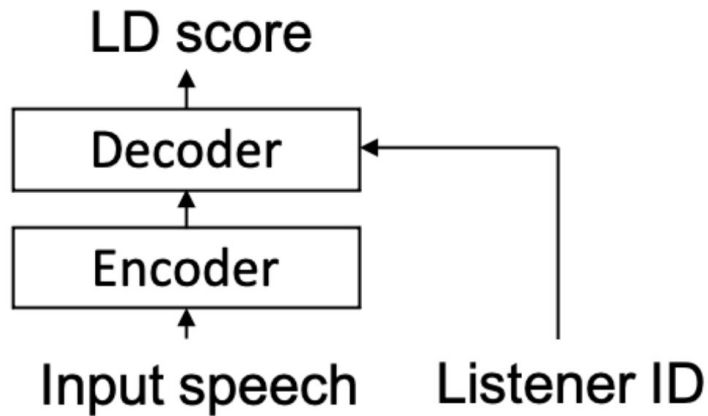 LD score
Decoder
Encoder
Input speech
Listener ID